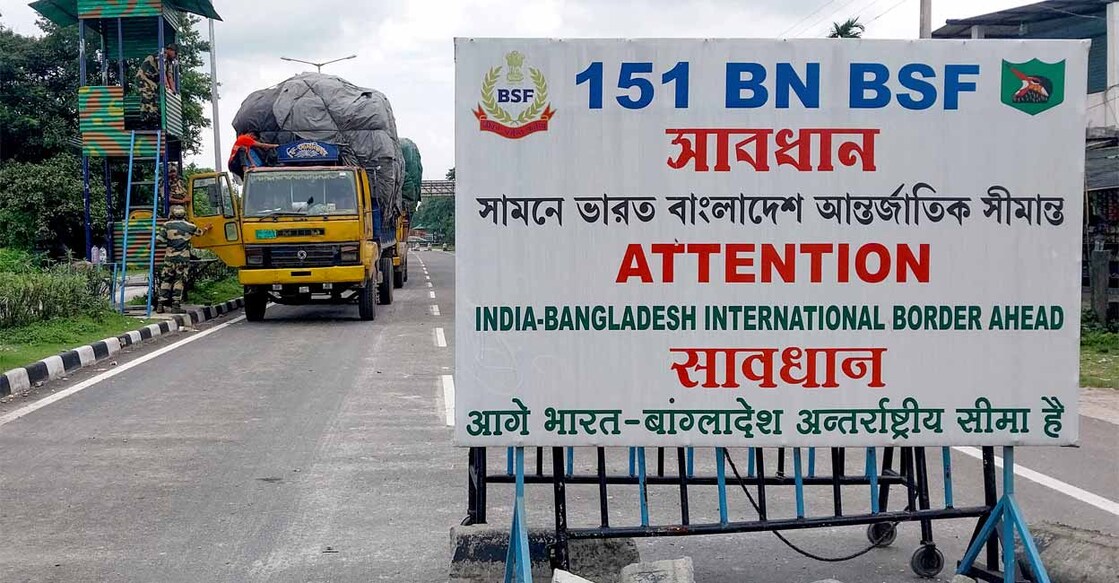 BSF
151 BN BSF
সাবধান
সামনে ভারত বাংলাদেশ আন্তর্জাতিক সীমান্ত
ATTENTION
INDIA-BANGLADESH INTERNATIONAL BORDER AHEAD
सावधान
आगे भारत-बांग्लादेश अन्तर्राष्ट्रीय सीमा है